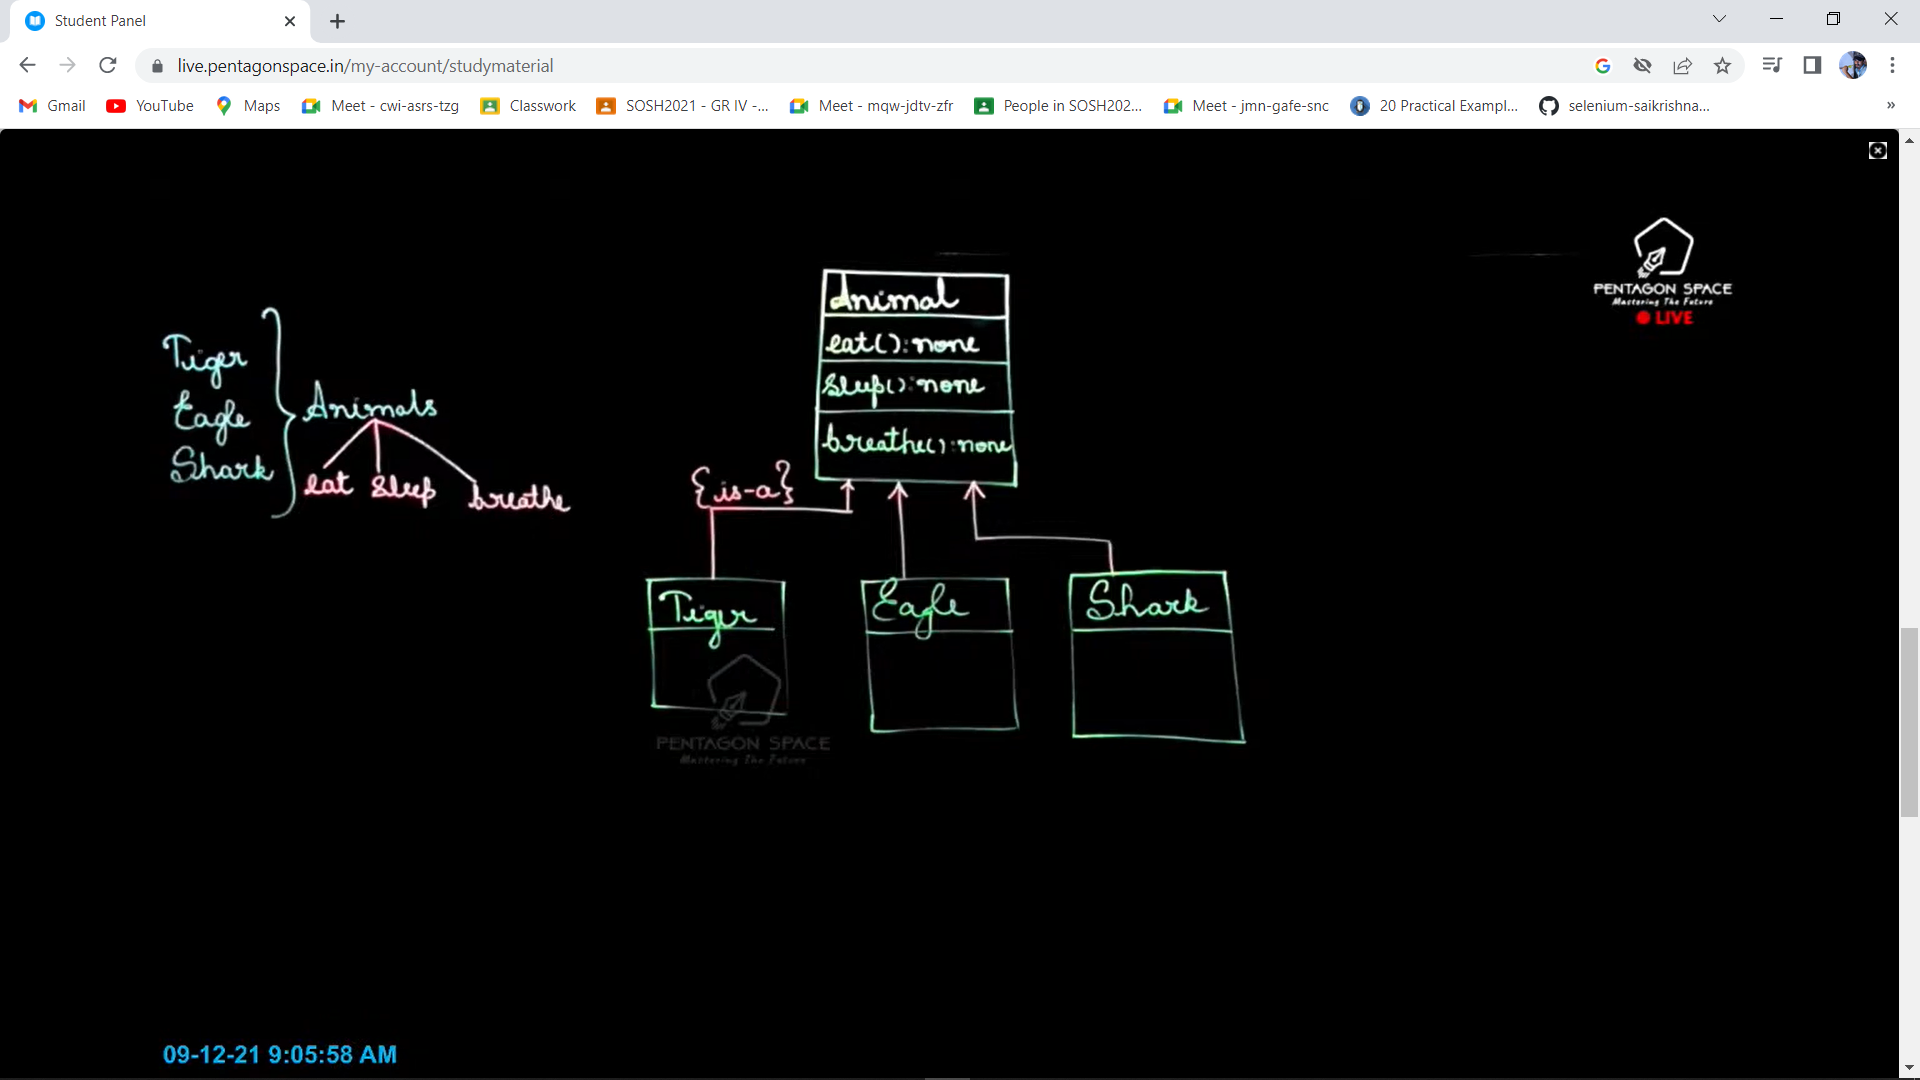 Student Panel
live.pentagonspace.in/my-account/studymaterial
Gmail YouTube Maps Meet - cwi-asrs-tzg Classwork SOSH2021 - GR IV -... Meet - mqw-jdtv-zfr People in SOSH202... Meet - jmn-gafe-snc 20 Practical Exampl... selenium-saikrishna... »
PENTAGON SPACE
Mastering The Future
LIVE
Tiger
Eagle
Shark
Animals
eat sleep breathe
Animal
eat():none
sleep():none
breathe():none
{is-a}
Tiger Eagle Shark
PENTAGON SPACE
Mastering The Future
09-12-21 9:05:58 AM